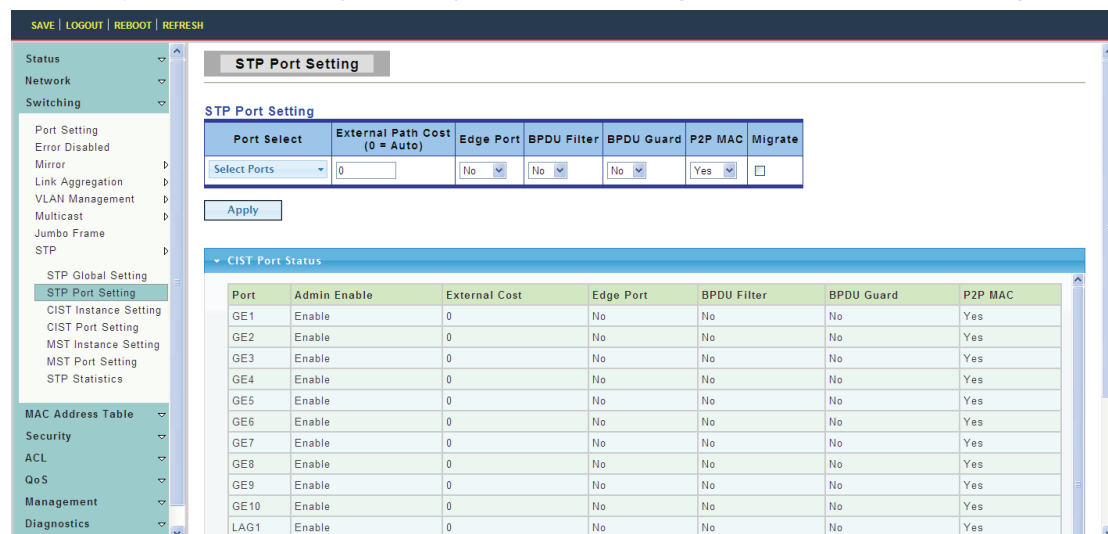 SAVE | LOGOUT | REBOOT | REFRESH
Status
Network
Switching
Port Setting
Error Disabled
Mirror
Link Aggregation
VLAN Management
Multicast
Jumbo Frame
STP
STP Global Setting
STP Port Setting
CIST Instance Setting
CIST Port Setting
MST Instance Setting
MST Port Setting
STP Statistics
MAC Address Table
Security
ACL
QoS
Management
Diagnostics
STP Port Setting
STP Port Setting
Port Select External Path Cost (0 = Auto) Edge Port BPDU Filter BPDU Guard P2P MAC Migrate
Select Ports 0 No No No Yes
Apply
CIST Port Status
Port Admin Enable External Cost Edge Port BPDU Filter BPDU Guard P2P MAC
GE1 Enable 0 No No No Yes
GE2 Enable 0 No No No Yes
GE3 Enable 0 No No No Yes
GE4 Enable 0 No No No Yes
GE5 Enable 0 No No No Yes
GE6 Enable 0 No No No Yes
GE7 Enable 0 No No No Yes
GE8 Enable 0 No No No Yes
GE9 Enable 0 No No No Yes
GE10 Enable 0 No No No Yes
LAG1 Enable 0 No No No Yes